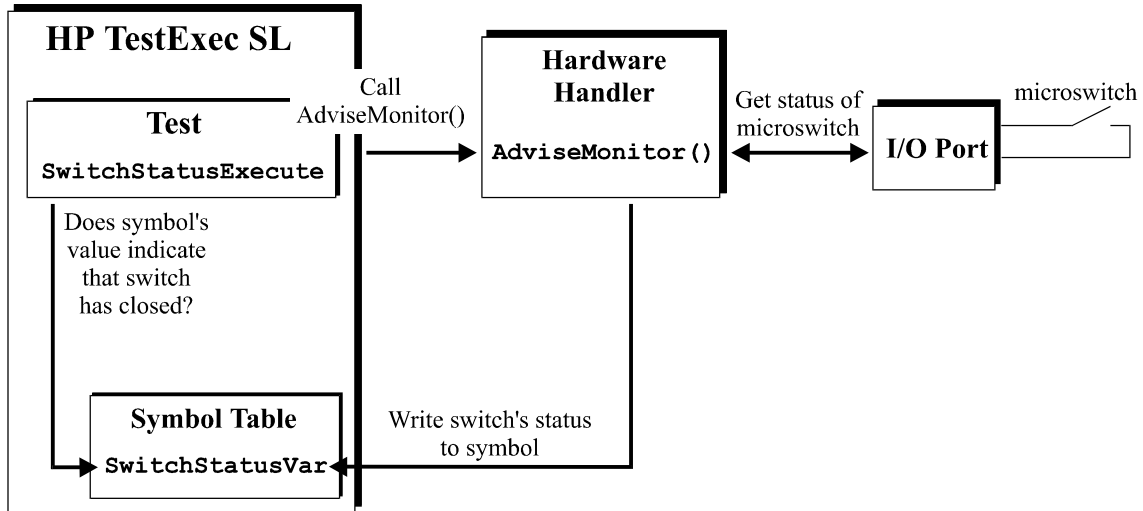 HP TestExec SL
Test
SwitchStatusExecute
Call
AdviseMonitor()
Hardware
Handler
AdviseMonitor()
Get status of
microswitch
I/O Port
microswitch
Does symbol's
value indicate
that switch
has closed?
Symbol Table
SwitchStatusVar
Write switch's status
to symbol